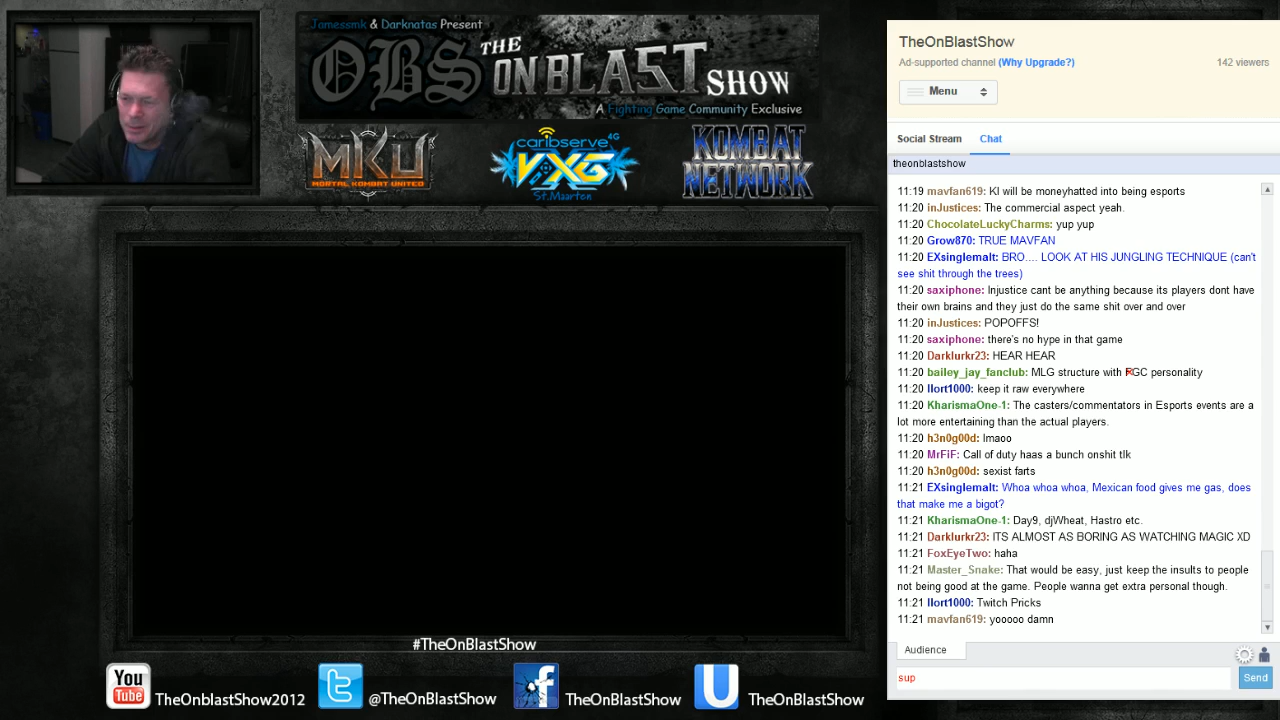 Jamessmk & Darknatas Present
OBS THE ON BLAST SHOW
A Fighting Game Community Exclusive
MKU
MORTAL KOMBAT UNITED
caribserve 4G
VXG
St.Maarten
KOMBAT
NETWORK
#TheOnBlastShow
You Tube TheOnblastShow2012
t @TheOnBlastShow
f TheOnBlastShow
U TheOnBlastShow
TheOnBlastShow
Ad-supported channel (Why Upgrade?) 142 viewers
Menu
Social Stream Chat
theonblastshow
11:19 mavfan619: KI will be moneyhatted into being esports
11:20 inJustices: The commercial aspect yeah.
11:20 ChocolateLuckyCharms: yup yup
11:20 Grow870: TRUE MAVFAN
11:20 EXsinglemalt: BRO.... LOOK AT HIS JUNGLING TECHNIQUE (can't
see shit through the trees)
11:20 saxiphone: Injustice cant be anything because its players dont have
their own brains and they just do the same shit over and over
11:20 inJustices: POPOFFS!
11:20 saxiphone: there's no hype in that game
11:20 Darklurkr23: HEAR HEAR
11:20 bailey_jay_fanclub: MLG structure with FGC personality
11:20 llort1000: keep it raw everywhere
11:20 KharismaOne-1: The casters/commentators in Esports events are a
lot more entertaining than the actual players.
11:20 h3n0g00d: lmaoo
11:20 MrFiF: Call of duty haas a bunch onshit tlk
11:20 h3n0g00d: sexist farts
11:21 EXsinglemalt: Whoa whoa whoa, Mexican food gives me gas, does
that make me a bigot?
11:21 KharismaOne-1: Day9, djWheat, Hastro etc.
11:21 Darklurkr23: ITS ALMOST AS BORING AS WATCHING MAGIC XD
11:21 FoxEyeTwo: haha
11:21 Master_Snake: That would be easy, just keep the insults to people
not being good at the game. People wanna get extra personal though.
11:21 llort1000: Twitch Pricks
11:21 mavfan619: yooooo damn
Audience
sup
Send